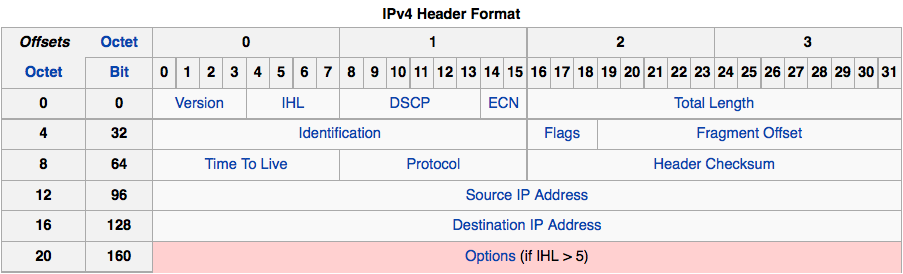 IPv4 Header Format
Offsets Octet 0 1 2 3
Octet Bit 0 1 2 3 4 5 6 7 8 9 10 11 12 13 14 15 16 17 18 19 20 21 22 23 24 25 26 27 28 29 30 31
0 0 Version IHL DSCP ECN Total Length
4 32 Identification Flags Fragment Offset
8 64 Time To Live Protocol Header Checksum
12 96 Source IP Address
16 128 Destination IP Address
20 160 Options (if IHL > 5)